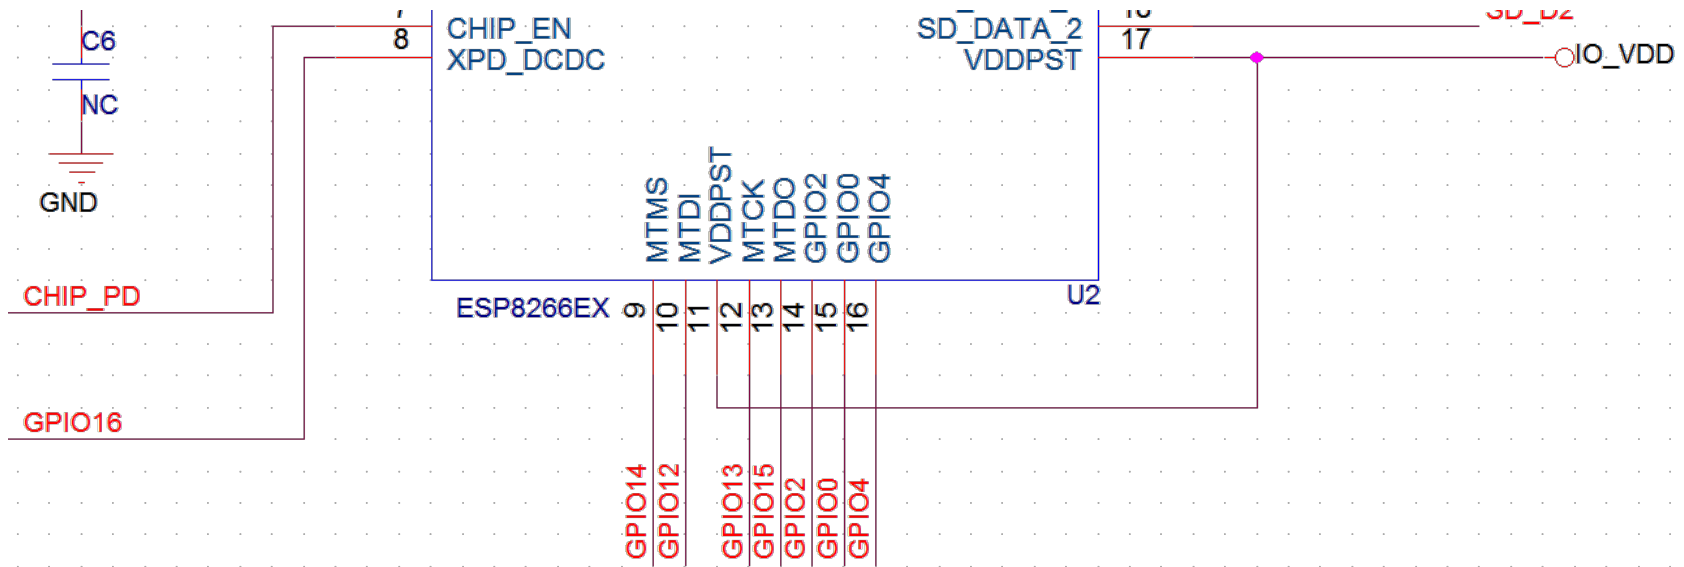 C6
NC
GND
7
CHIP_EN
8
XPD_DCDC
SD_DATA_2
VDDPST
17
IO_VDD
MTMS
MTDI
VDDPST
MTCK
MTDO
GPIO2
GPIO0
GPIO4
ESP8266EX
U2
9
10
11
12
13
14
15
16
CHIP_PD
GPIO16
GPIO14
GPIO12
GPIO13
GPIO15
GPIO2
GPIO0
GPIO4